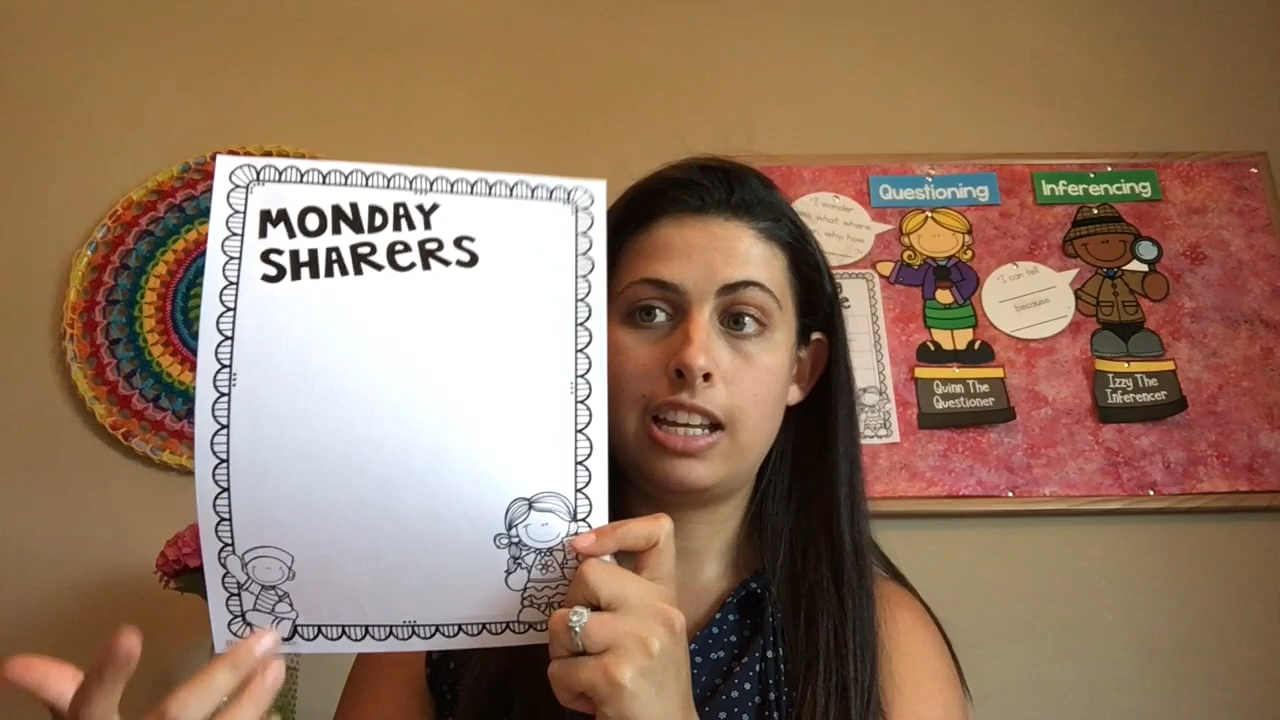 MONDAY
SHARERS
Questioning
Inferencing
"I wonder
what, where,
why, how
"I can tell
because
Quinn The
Questioner
Izzy The
Inferencer